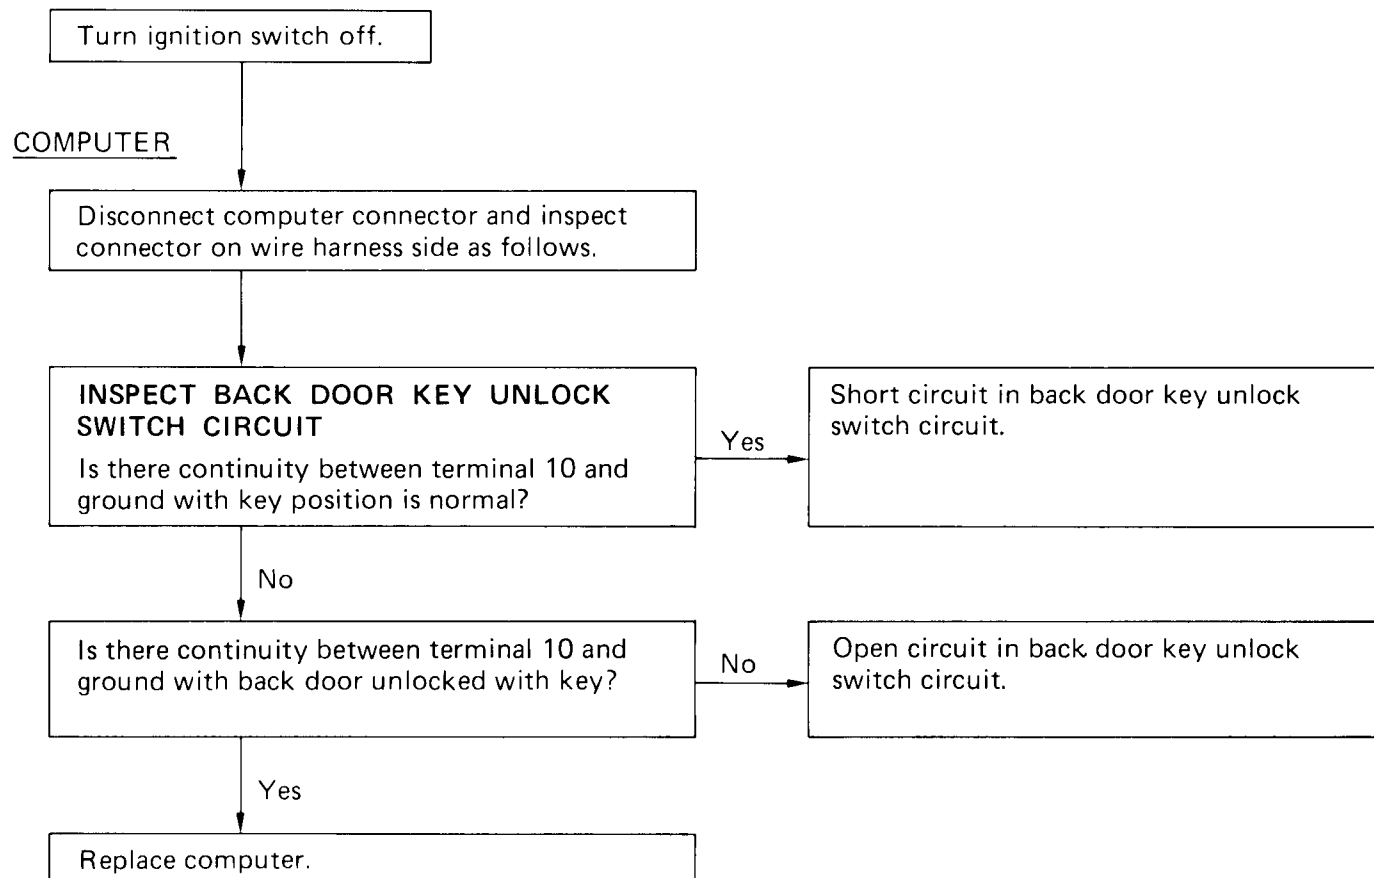 Turn ignition switch off.
COMPUTER
Disconnect computer connector and inspect
connector on wire harness side as follows.
INSPECT BACK DOOR KEY UNLOCK
SWITCH CIRCUIT
Is there continuity between terminal 10 and
ground with key position is normal?
Yes
Short circuit in back door key unlock
switch circuit.
No
Is there continuity between terminal 10 and
ground with back door unlocked with key?
No
Open circuit in back door key unlock
switch circuit.
Yes
Replace computer.